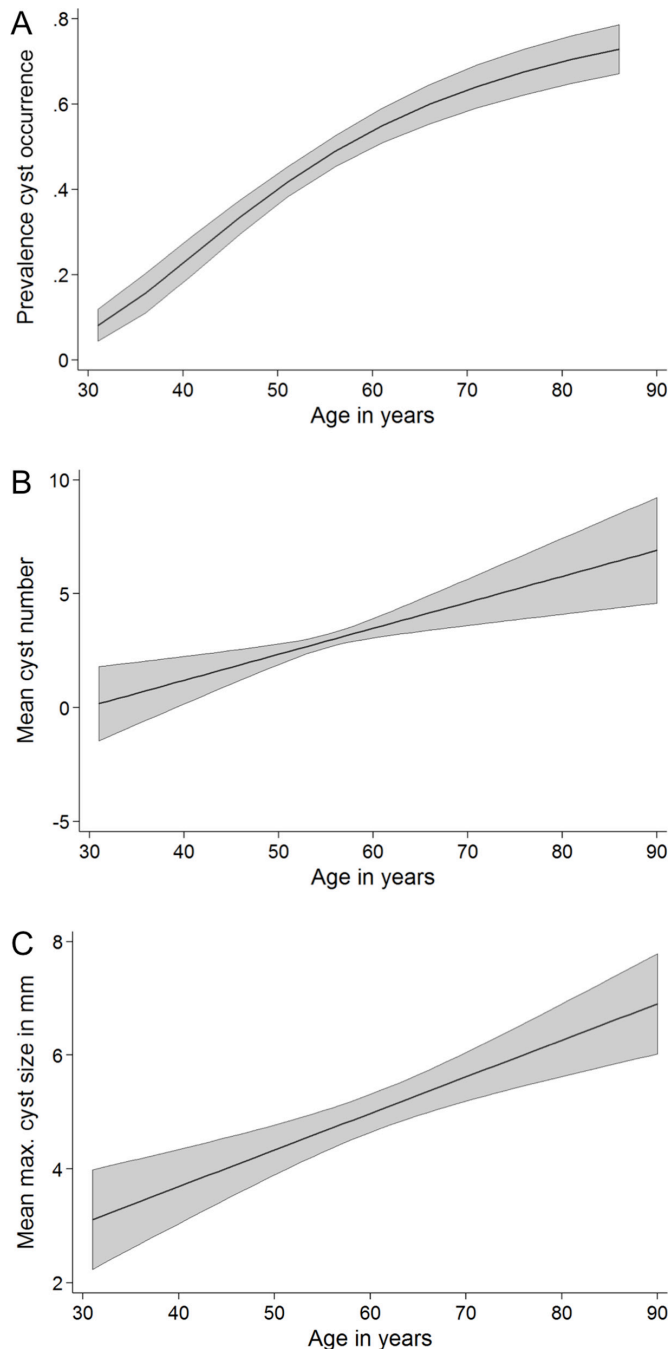 A
Prevalence cyst occurrence
.8
.6
.4
.2
0
30 40 50 60 70 80 90
Age in years
B
Mean cyst number
10
5
0
-5
30 40 50 60 70 80 90
Age in years
C
Mean max. cyst size in mm
8
6
4
2
30 40 50 60 70 80 90
Age in years